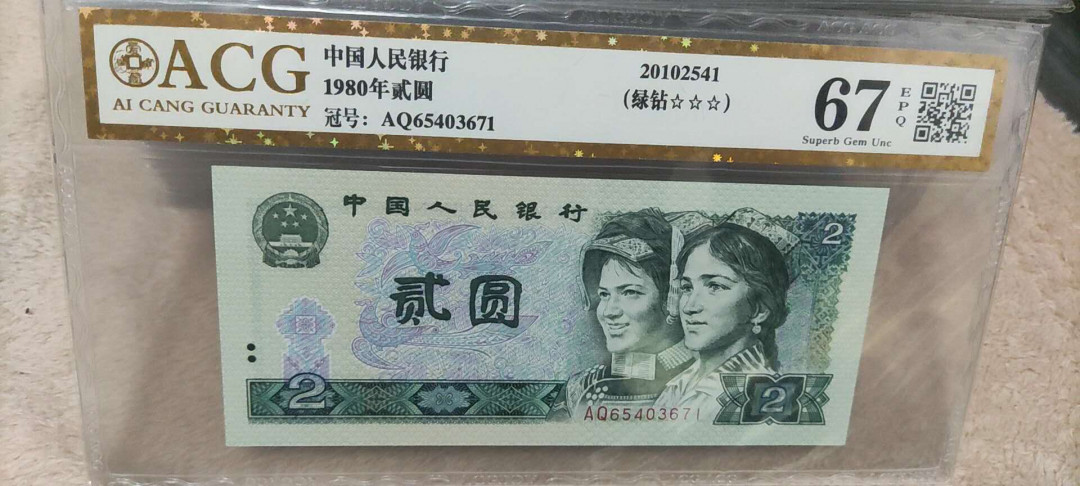 ACG
AI CANG GUARANTY
中国人民银行
1980年贰圆
冠号：AQ65403671
20102541
(绿钻☆☆☆)
67
EPQ
Superb Gem Unc
中国人民银行
贰圆
2
2
AQ65403671
2